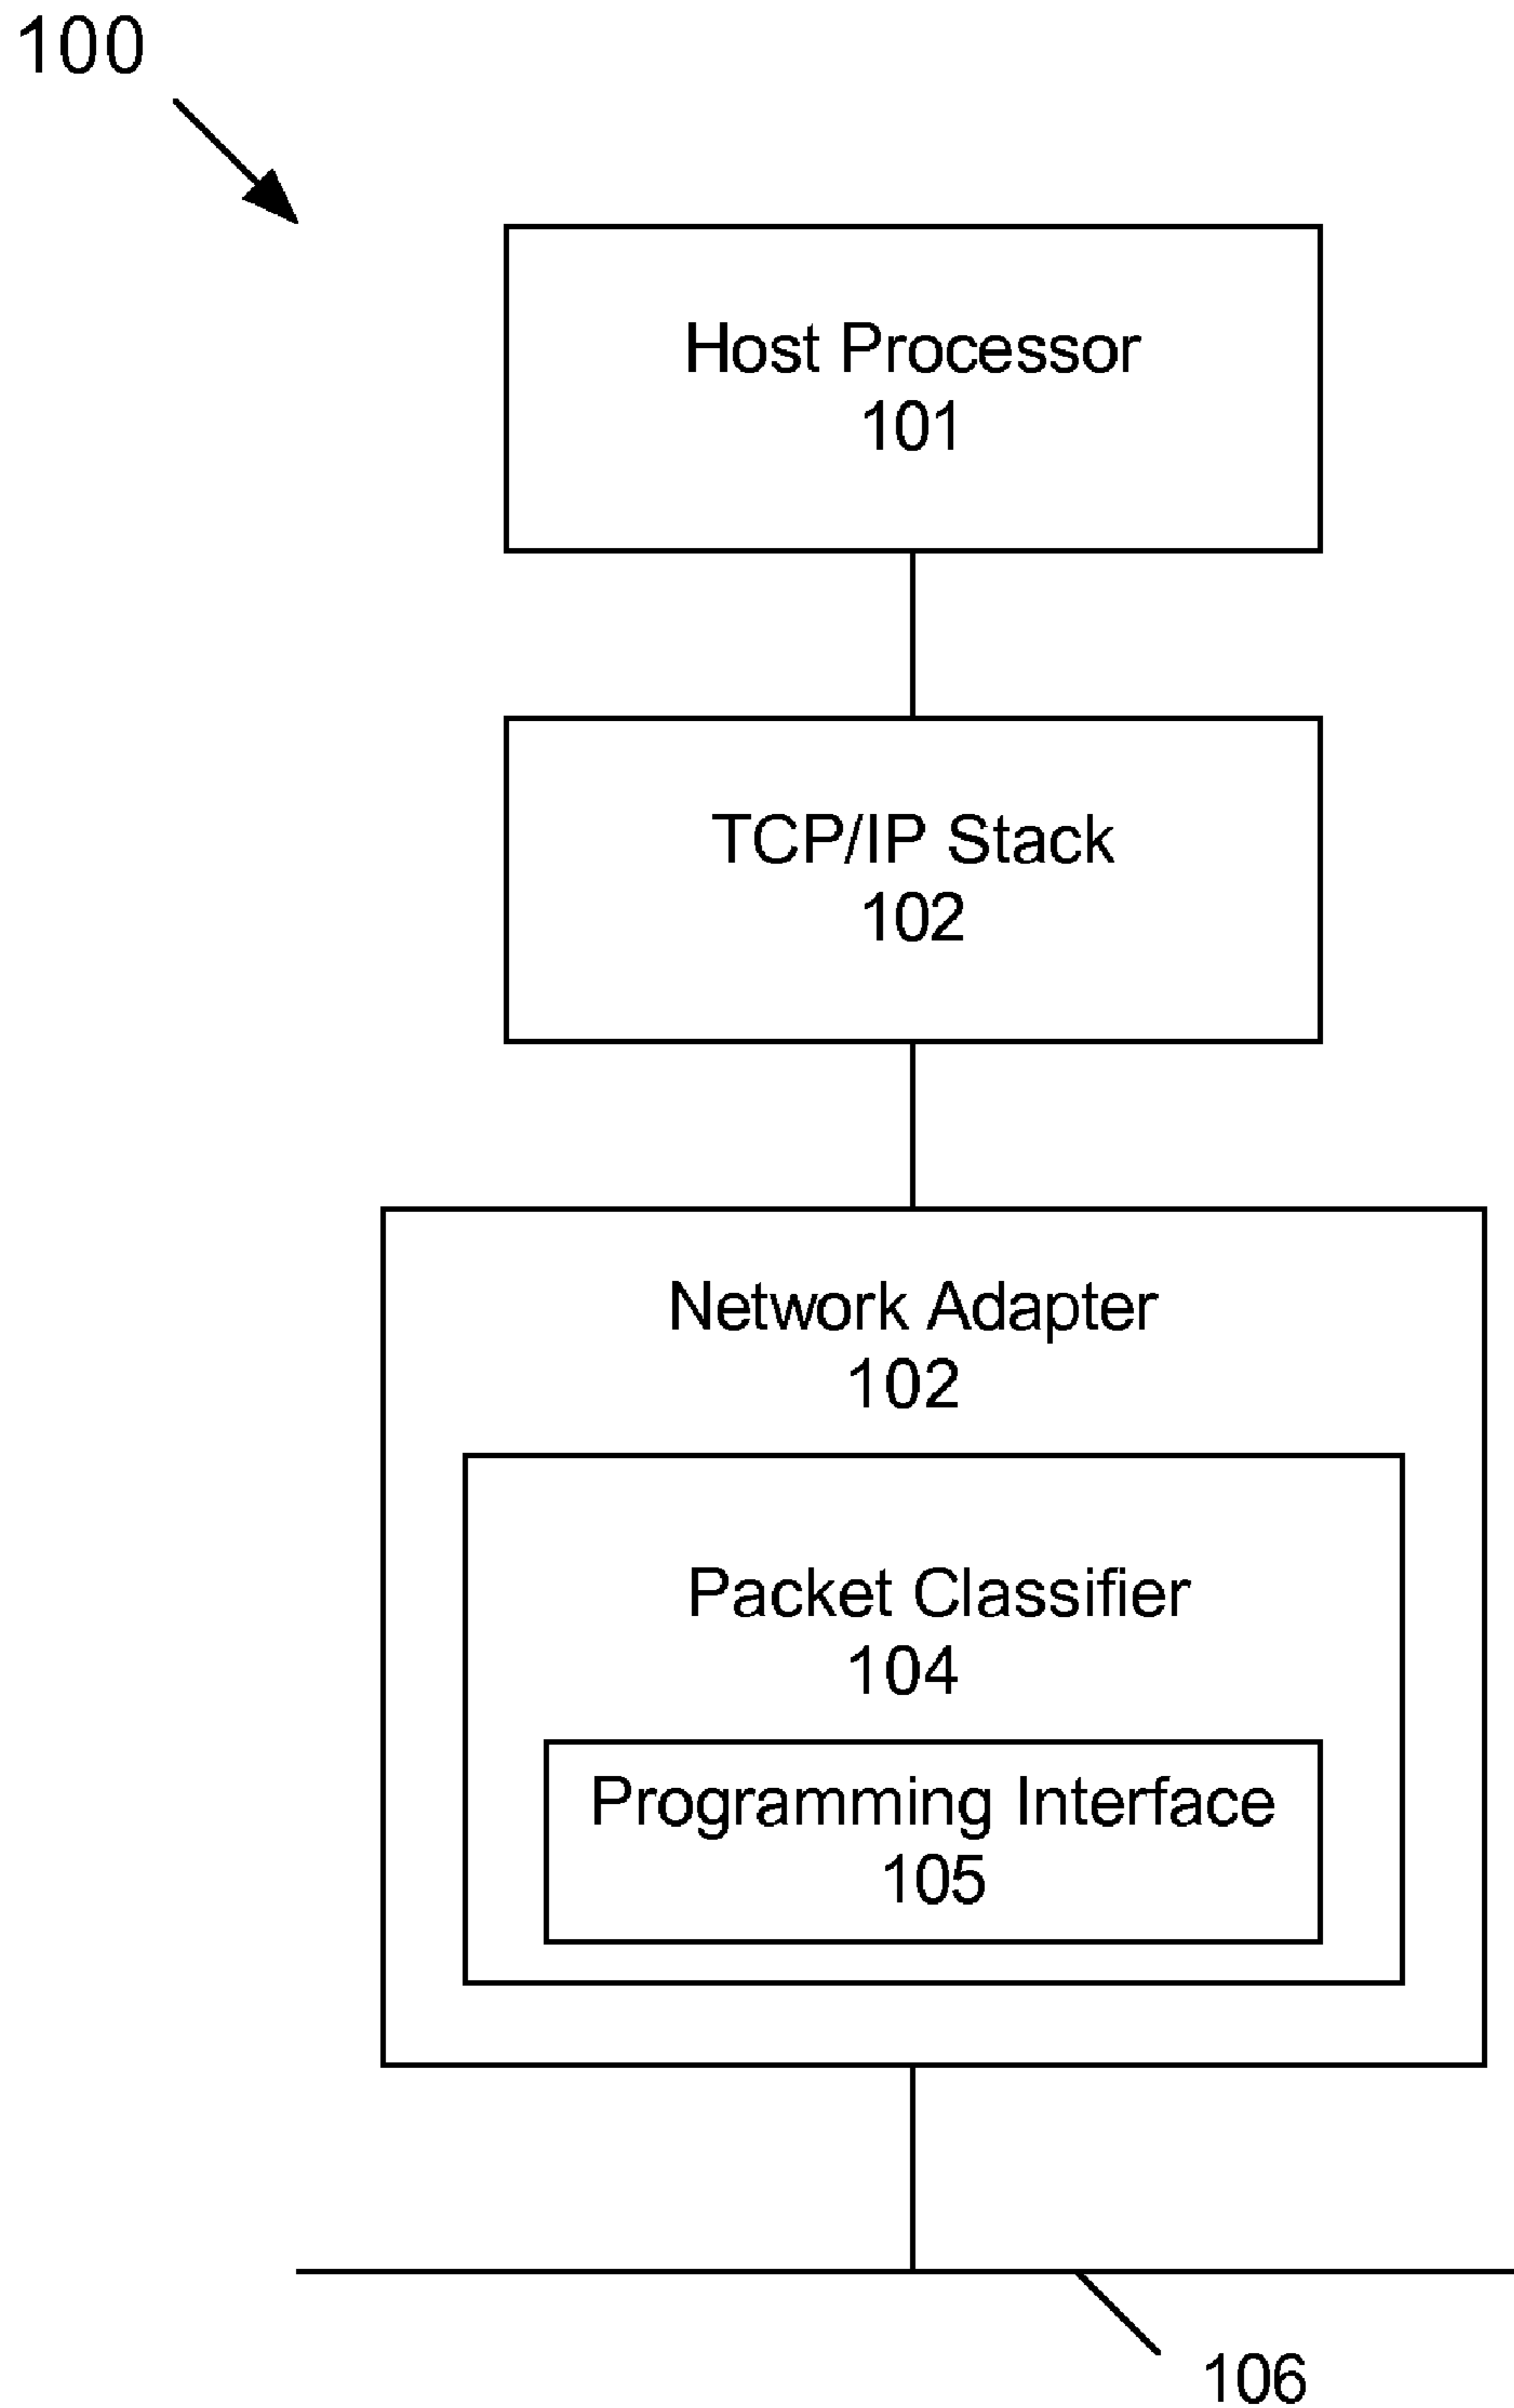 100
Host Processor
101
TCP/IP Stack
102
Network Adapter
102
Packet Classifier
104
Programming Interface
105
106